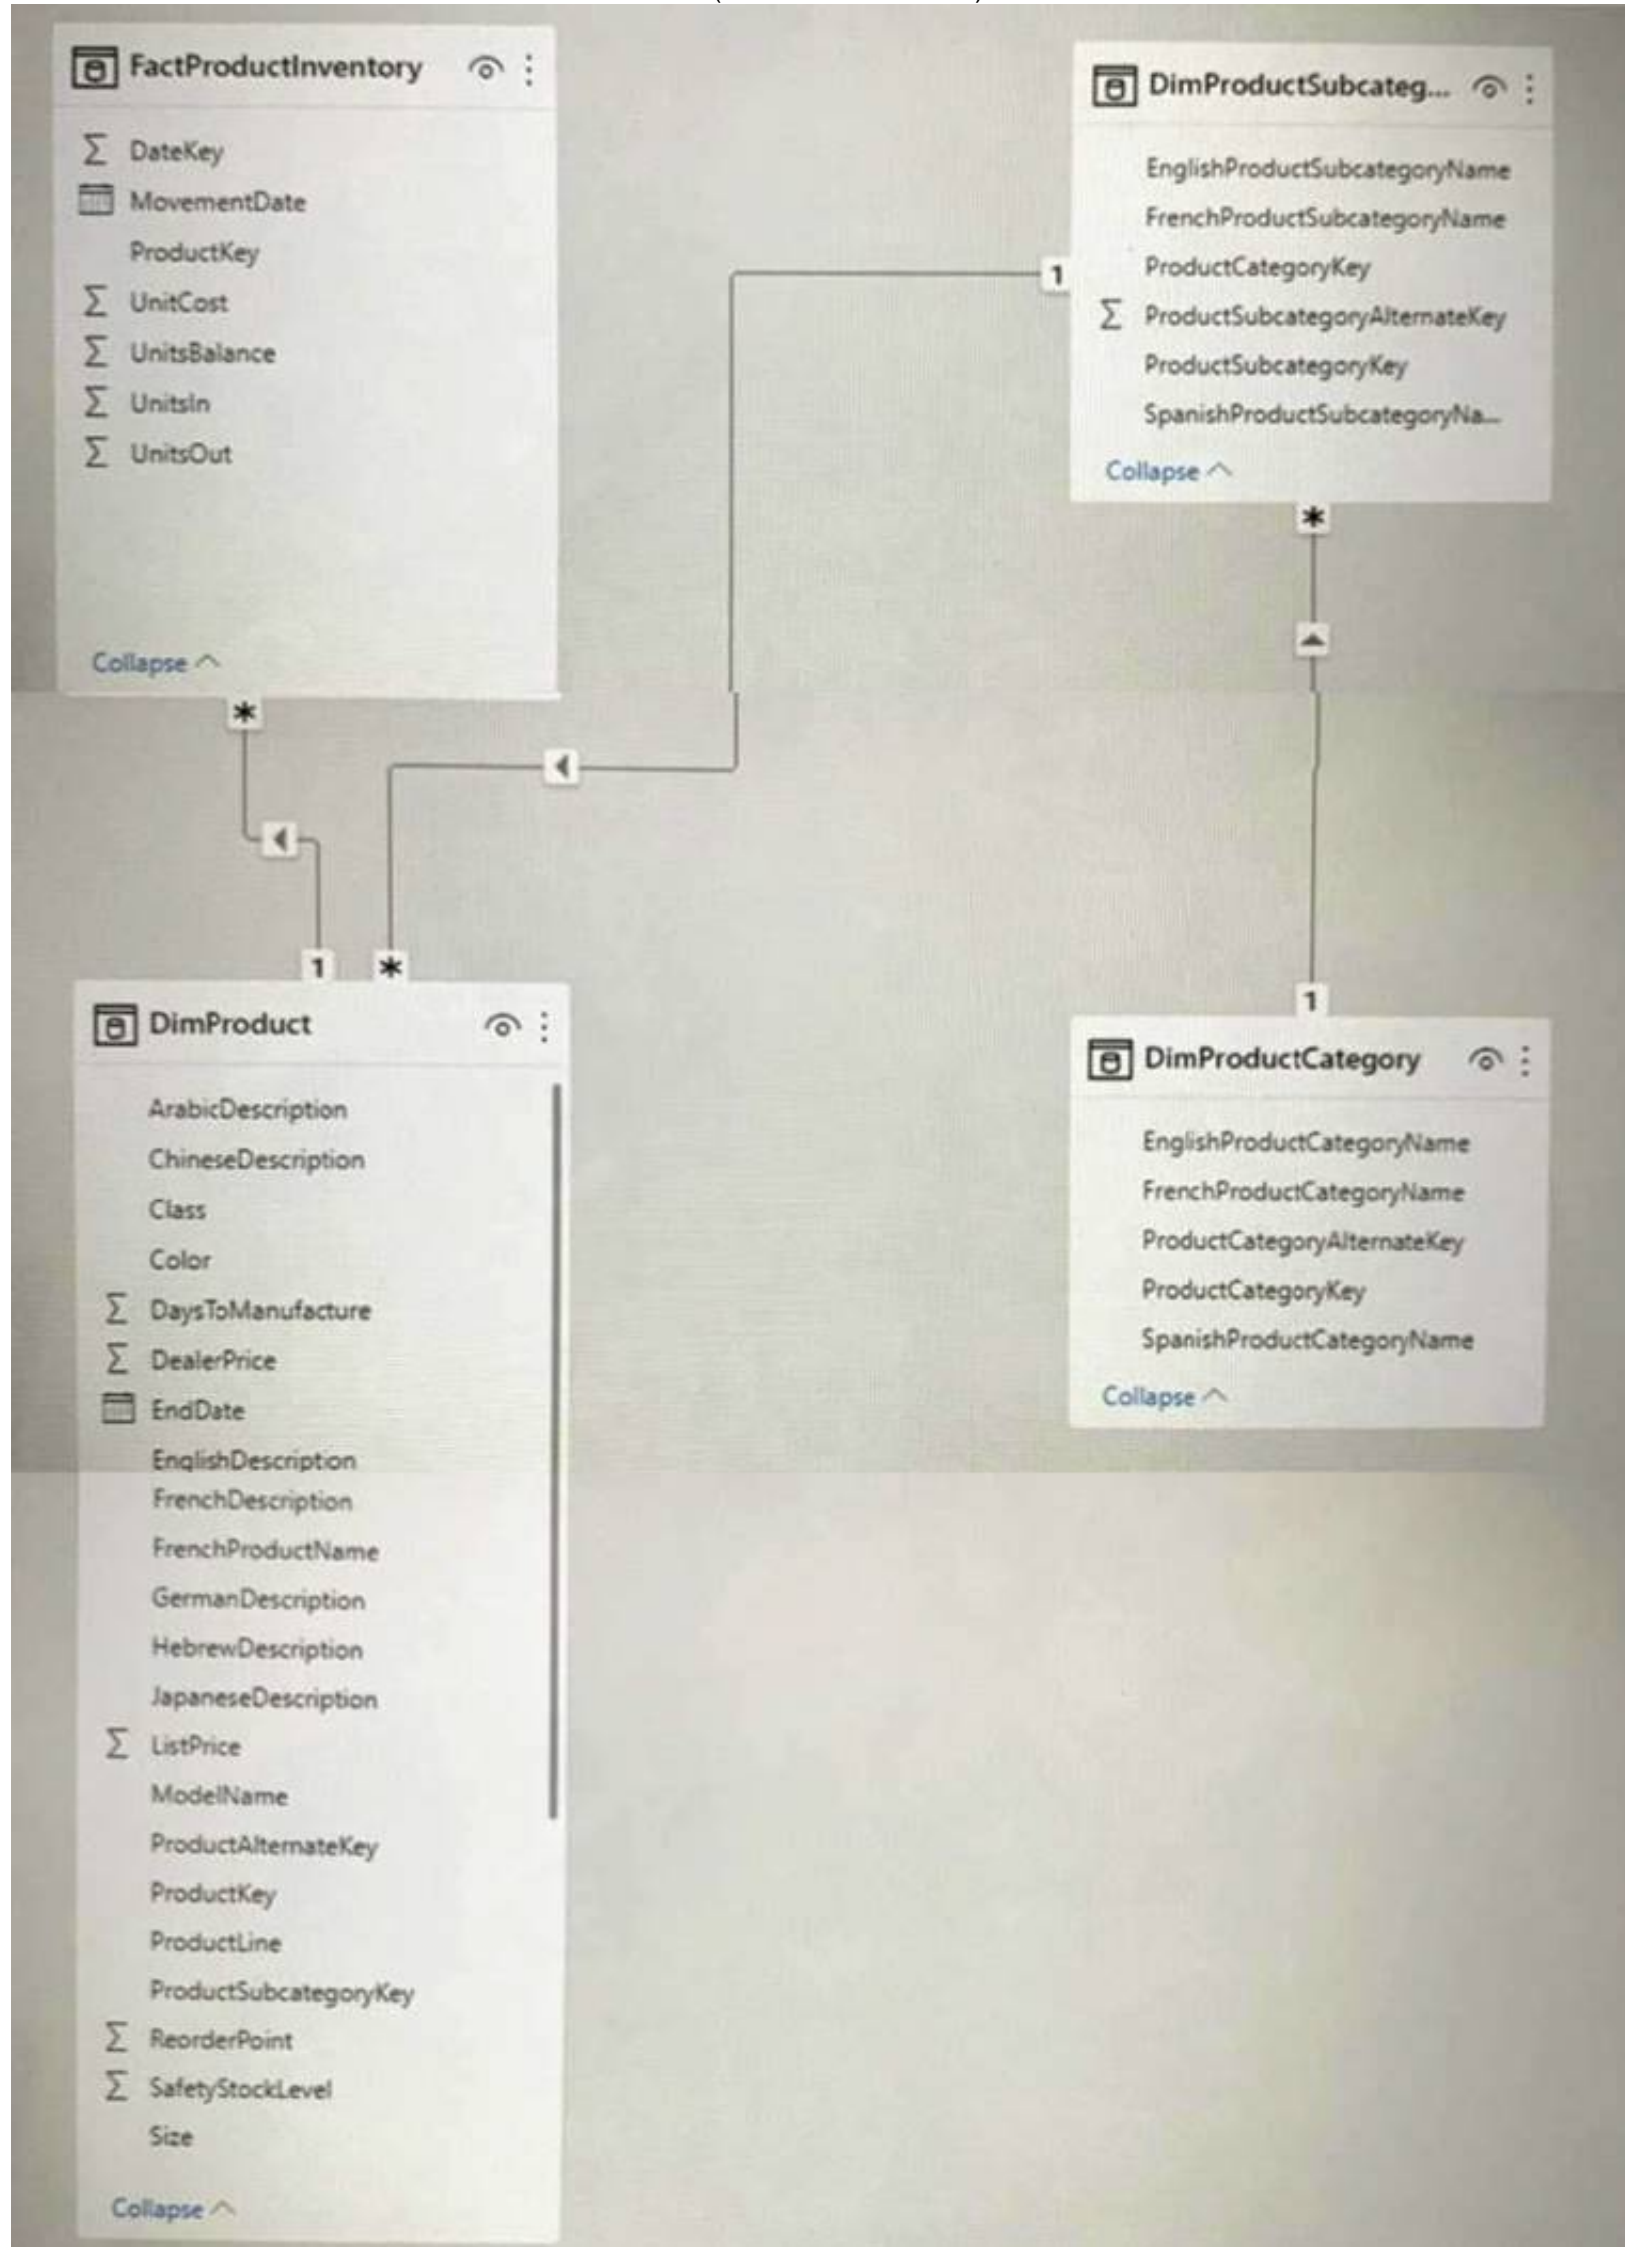 FactProductInventory
DateKey
MovementDate
ProductKey
UnitCost
UnitsBalance
UnitsIn
UnitsOut
Collapse
*
DimProductSubcateg...
EnglishProductSubcategoryName
FrenchProductSubcategoryName
ProductCategoryKey
1
ProductSubcategoryAlternateKey
ProductSubcategoryKey
SpanishProductSubcategoryNa...
Collapse
*
1
*
DimProduct
ArabicDescription
ChineseDescription
Class
Color
DaysToManufacture
DealerPrice
EndDate
EnglishDescription
FrenchDescription
FrenchProductName
GermanDescription
HebrewDescription
JapaneseDescription
ListPrice
ModelName
ProductAlternateKey
ProductKey
ProductLine
ProductSubcategoryKey
ReorderPoint
SafetyStockLevel
Size
Collapse
1
DimProductCategory
EnglishProductCategoryName
FrenchProductCategoryName
ProductCategoryAlternateKey
ProductCategoryKey
SpanishProductCategoryName
Collapse